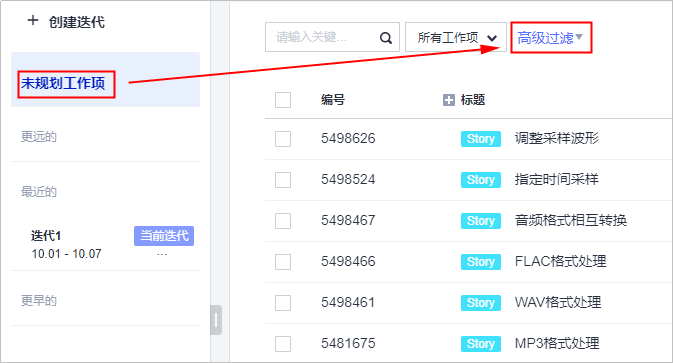 + 创建迭代
未规划工作项
更远的
最近的
迭代1 当前迭代
10.01 - 10.07 ...
更早的
请输入关键... 所有工作项 高级过滤
编号 标题
5498626 Story 调整采样波形
5498524 Story 指定时间采样
5498467 Story 音频格式相互转换
5498466 Story FLAC格式处理
5498461 Story WAV格式处理
5481675 Story MP3格式处理